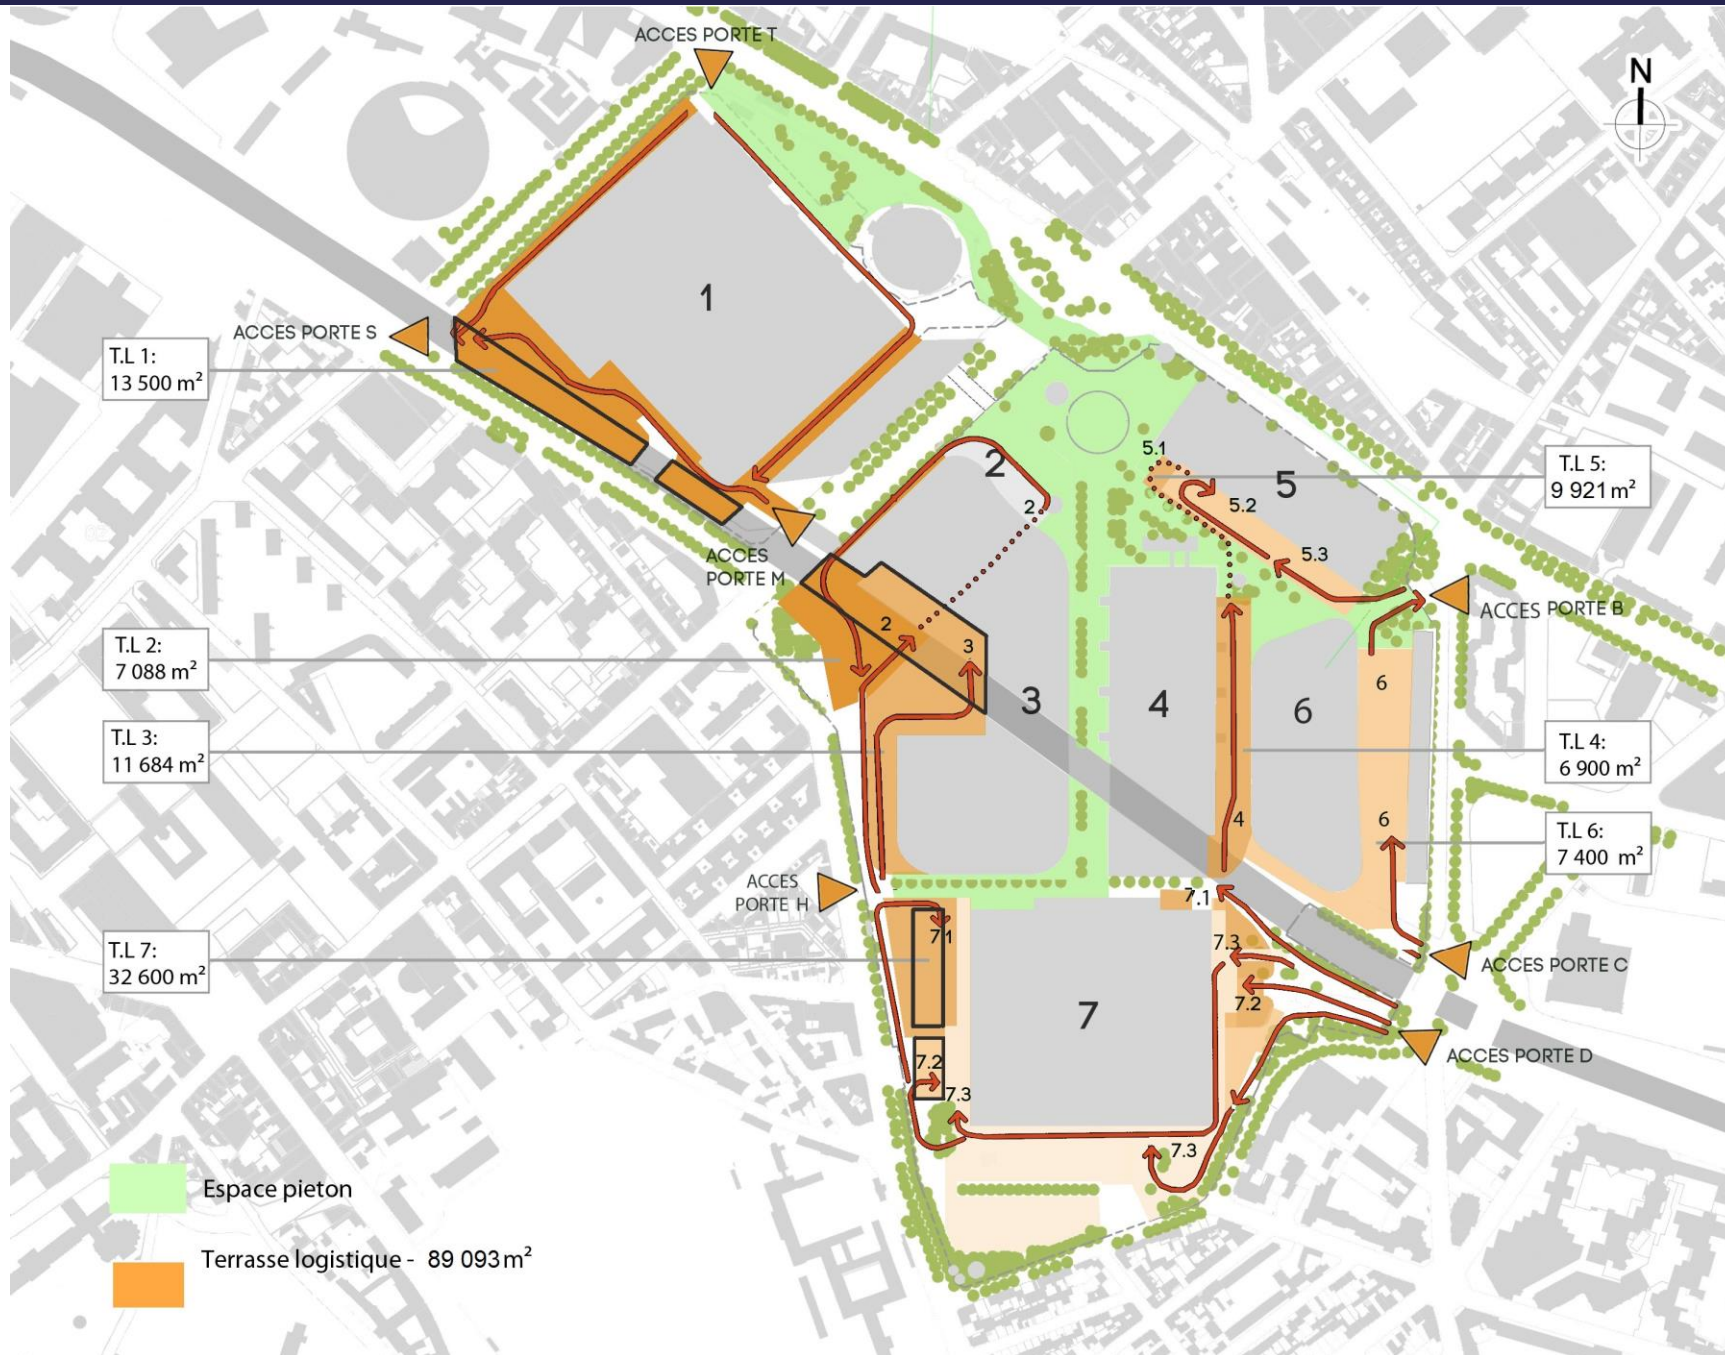 ACCES PORTE T
N
1
ACCES PORTE S
T.L 1:
13 500 m²
2
5.1
5
T.L 5:
9 921 m²
5.2
2
ACCES
PORTE M
5.3
ACCES PORTE B
T.L 2:
7 088 m²
2
3
3
4
6
6
T.L 3:
11 684 m²
T.L 4:
6 900 m²
4
6
T.L 6:
7 400 m²
ACCES
PORTE H
7.1
T.L 7:
32 600 m²
7.1
7.3
ACCES PORTE C
7.2
7
ACCES PORTE D
7.2
7.3
7.3
Espace pieton
Terrasse logistique - 89 093 m²